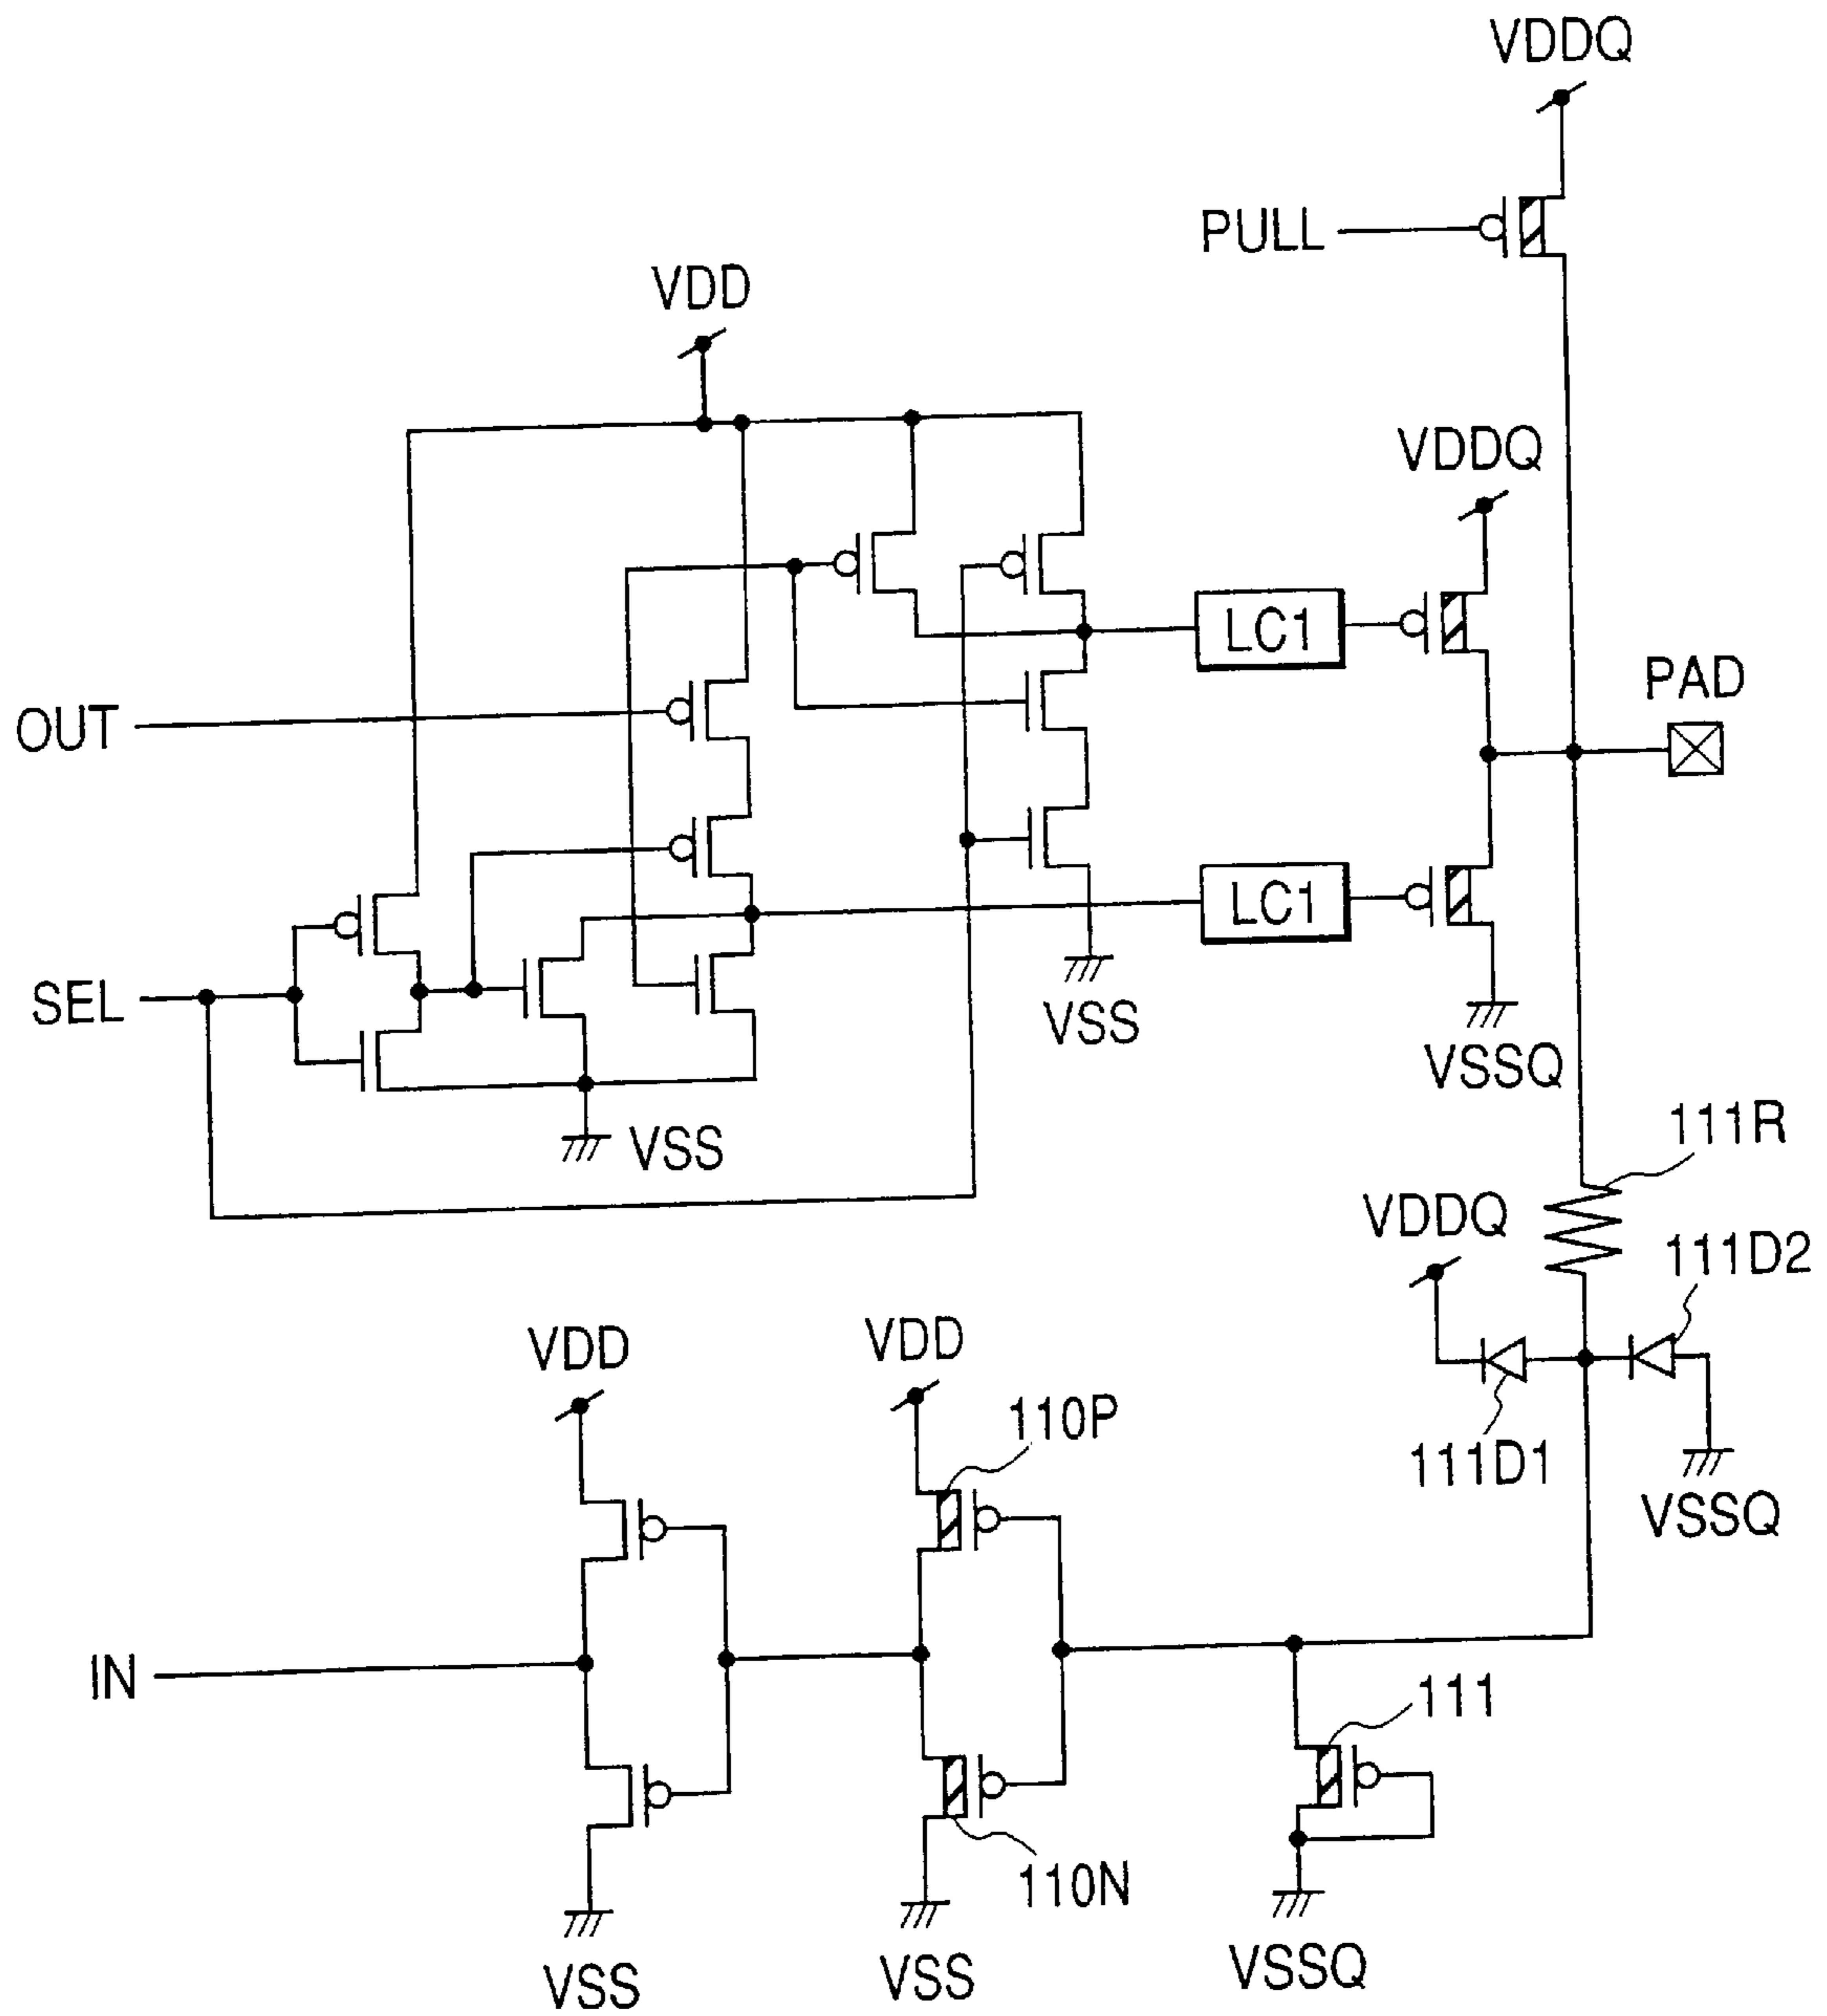 VDDQ
PULL
VDD
VDDQ
LC1
PAD
OUT
LC1
SEL
VSS
VSSQ
111R
VSS
VDDQ
111D2
VDD
VDD
110P
111D1
VSSQ
IN
111
110N
VSS
VSS
VSSQ